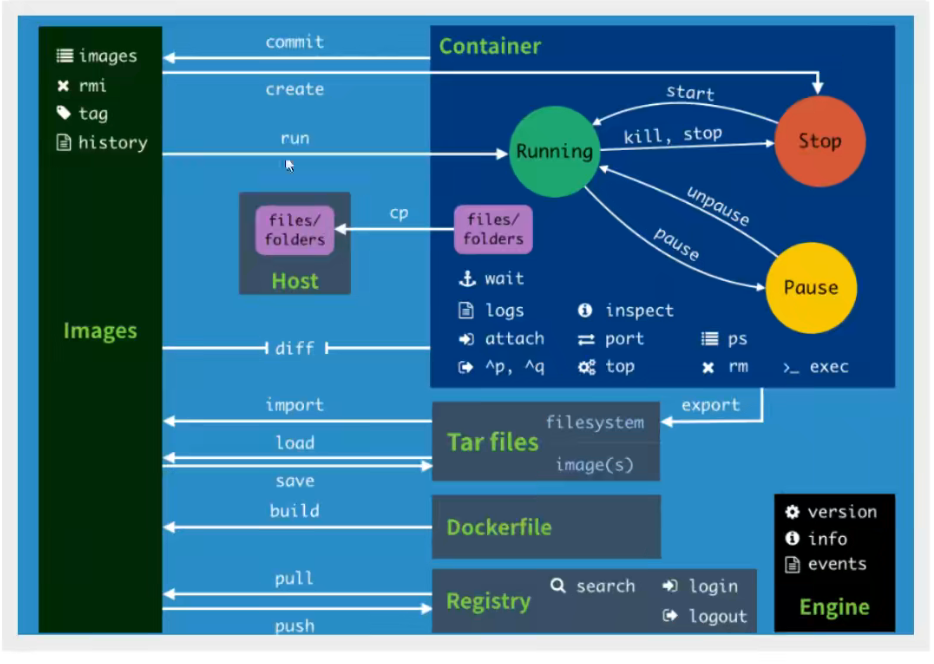 commit
Container
images
rmi
create
start
tag
run
kill, stop
Stop
history
Running
cp
unpause
files/
folders
files/
folders
pause
Host
wait
Pause
Images
logs
inspect
attach
port
ps
diff
^p, ^q
top
rm
>_ exec
import
export
filesystem
load
Tar files
image(s)
save
build
Dockerfile
version
info
events
Engine
pull
search
login
Registry
logout
push